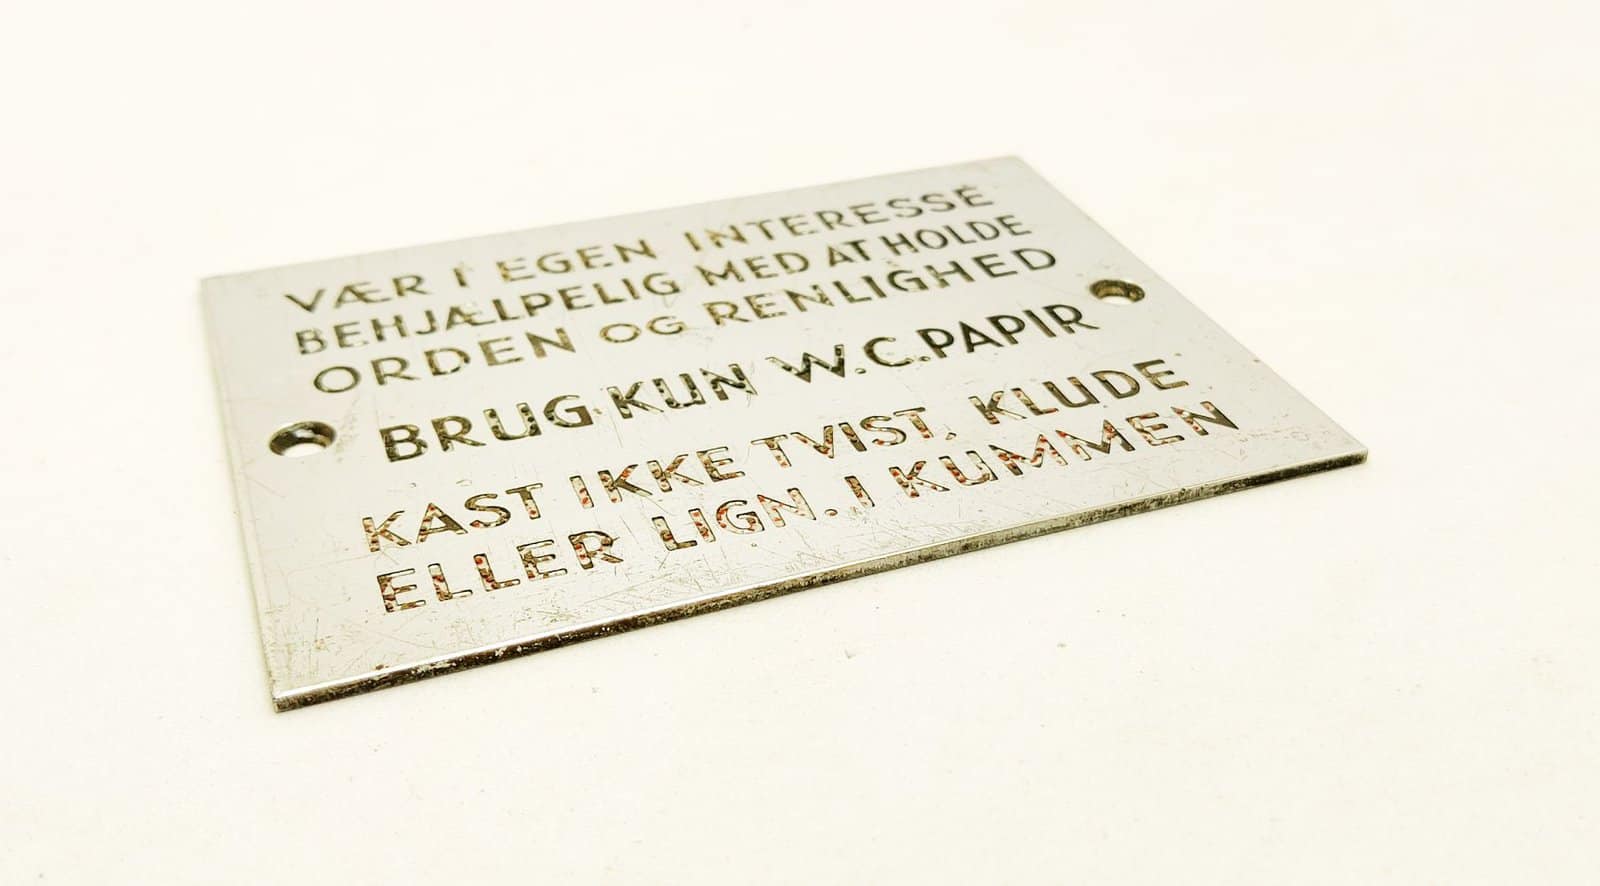 VÆR I EGEN INTERESSE
BEHJÆLPELIG MED AT HOLDE
ORDEN OG RENLIGHED
BRUG KUN W.C.PAPIR
KAST IKKE TVIST, KLUDE
ELLER LIGN. I KUMMEN